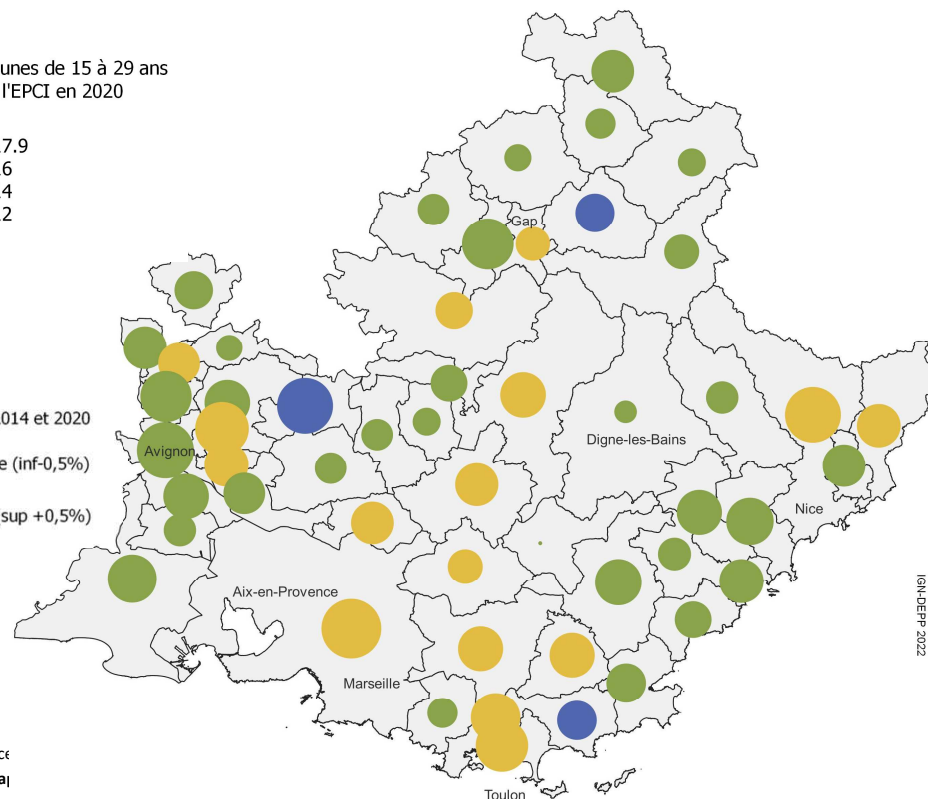 unes de 15 à 29 ans
l'EPCI en 2020
7.9
6
4
2
Gap
014 et 2020
Digne-les-Bains
Avignon
e (inf-0,5%)
Nice
sup +0,5%)
Aix-en-Provence
IGN-DEPP 2022
Marseille
Toulon